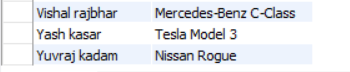 Vishal rajbhar Mercedes-Benz C-Class
Yash kasar Tesla Model 3
Yuvraj kadam Nissan Rogue